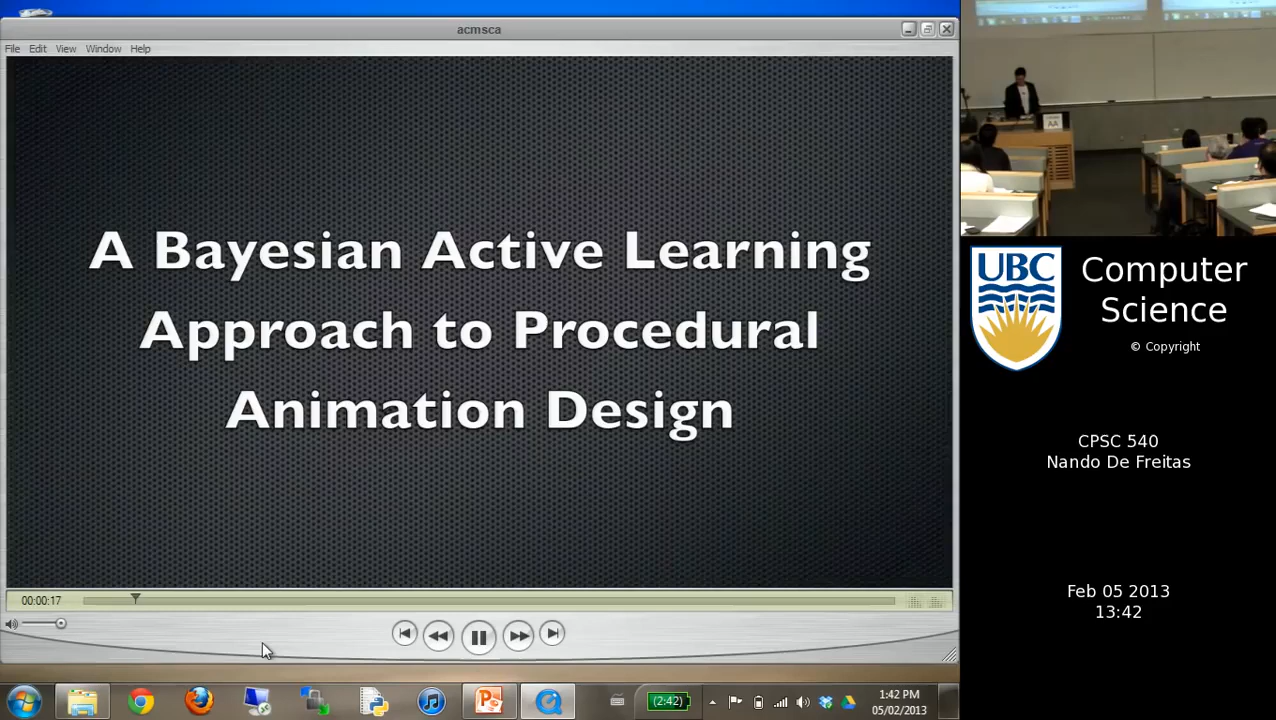 acmsca
File Edit View Window Help
A Bayesian Active Learning
Approach to Procedural
Animation Design
00:00:17
(2:42)
1:42 PM
05/02/2013
AA
UBC
Computer
Science
© Copyright
CPSC 540
Nando De Freitas
Feb 05 2013
13:42